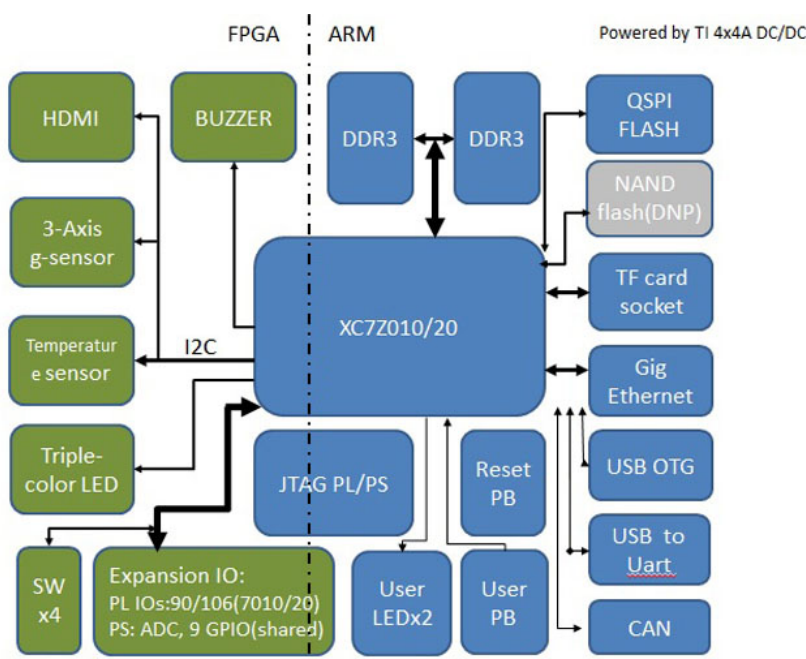 FPGA
ARM
Powered by TI 4x4A DC/DC
HDMI
BUZZER
DDR3
DDR3
QSPI
FLASH
NAND
flash(DNP)
3-Axis
g-sensor
XC7Z010/20
TF card
socket
I2C
Temperatur
e sensor
Gig
Ethernet
Triple-
color LED
JTAG PL/PS
Reset
PB
USB OTG
SW
x4
Expansion IO:
PL IOs:90/106(7010/20)
PS: ADC, 9 GPIO(shared)
User
LEDx2
User
PB
USB to
Uart
CAN